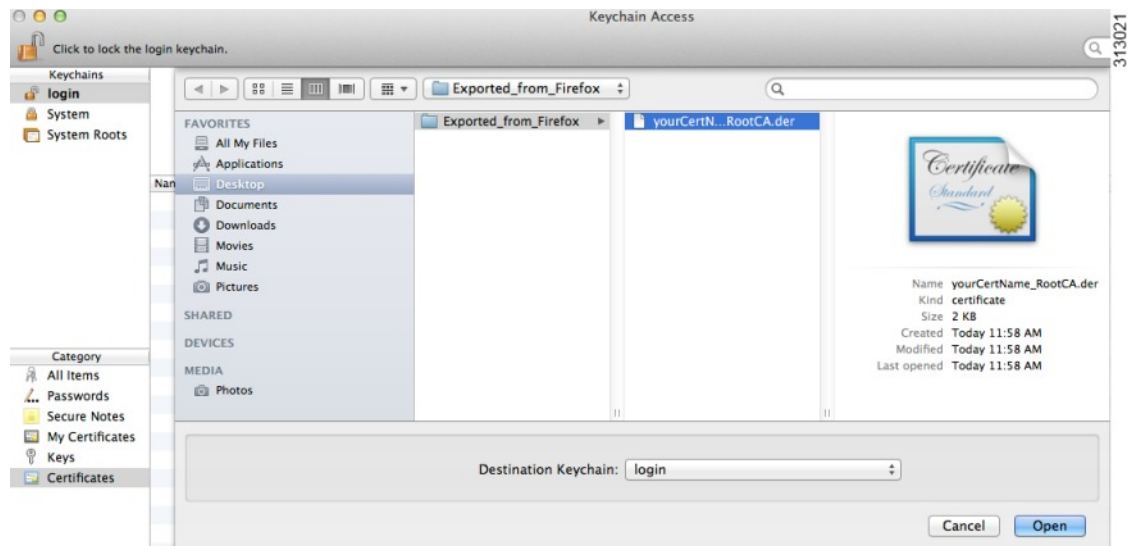 Keychain Access
Click to lock the login keychain.
313021
Keychains
login
System
System Roots
Nan
Category
All Items
Passwords
Secure Notes
My Certificates
Keys
Certificates
Exported_from_Firefox
FAVORITES
All My Files
Applications
Desktop
Documents
Downloads
Movies
Music
Pictures
SHARED
DEVICES
MEDIA
Photos
Exported_from_Firefox
yourCertN...RootCA.der
Certificate
Standard
Name yourCertName_RootCA.der
Kind certificate
Size 2 KB
Created Today 11:58 AM
Modified Today 11:58 AM
Last opened Today 11:58 AM
Destination Keychain: login
Cancel Open